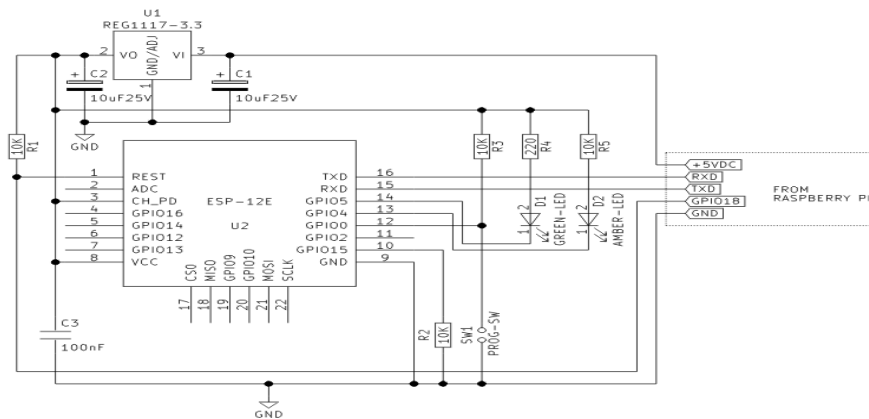 U1
REG1117-3.3
2 VO VI 3
GND/ADJ
1
+ C2
10uF25V
+ C1
10uF25V
GND
10K R1
10K R3
220 R4
10K R5
1 REST
2 ADC
3 CH_PD
4 GPIO16
5 GPIO14
6 GPIO12
7 GPIO13
8 VCC
ESP-12E
U2
TXD 16
RXD 15
GPIO5 14
GPIO4 13
GPIO0 12
GPIO2 11
GPIO15 10
GND 9
CS0 17
MISO 18
GPIO9 19
GPIO10 20
MOSI 21
SCLK 22
1 2 D1
GREEN-LED
1 2 D2
AMBER-LED
+5VDC
RXD
TXD
GPIO18
GND
FROM
RASPBERRY PI
C3
100nF
R2 10K
SW1
PROG-SW
GND